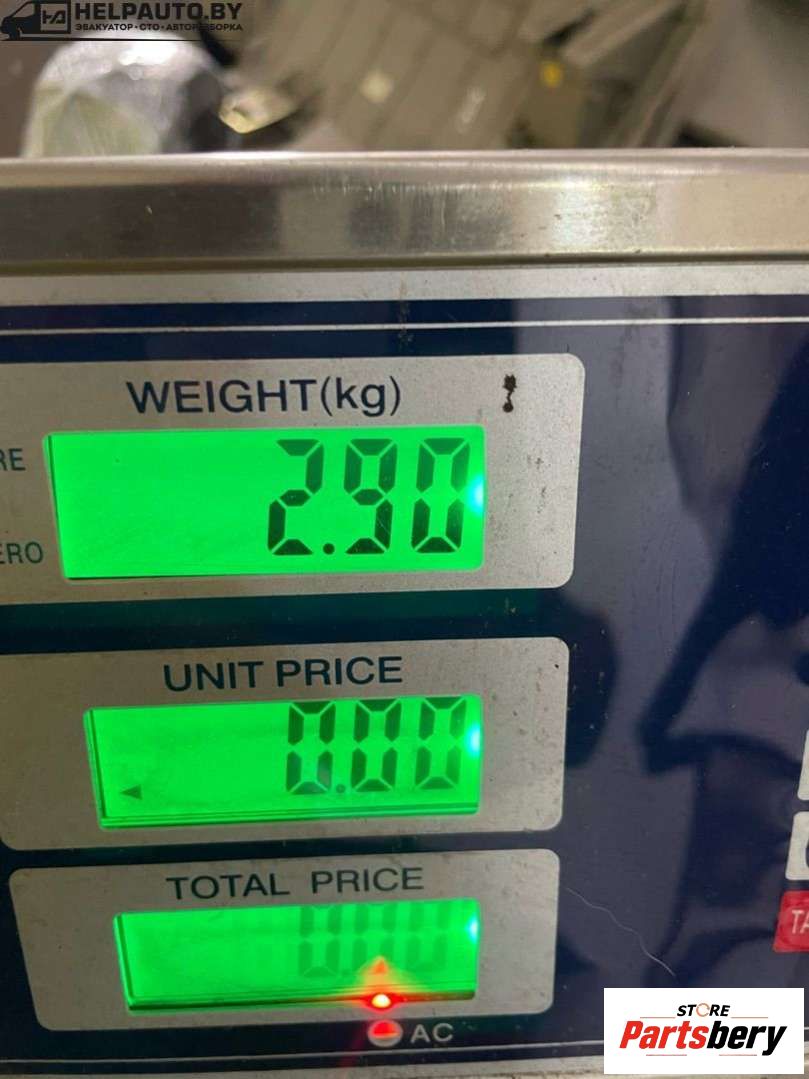 HELPAUTO.BY
ЭВАКУАТОР·СТО·АВТОРАЗБОРКА
WEIGHT(kg)
RE
2.90
ERO
UNIT PRICE
0.00
TOTAL PRICE
0.00
TA
AC
STORE
Partsbery